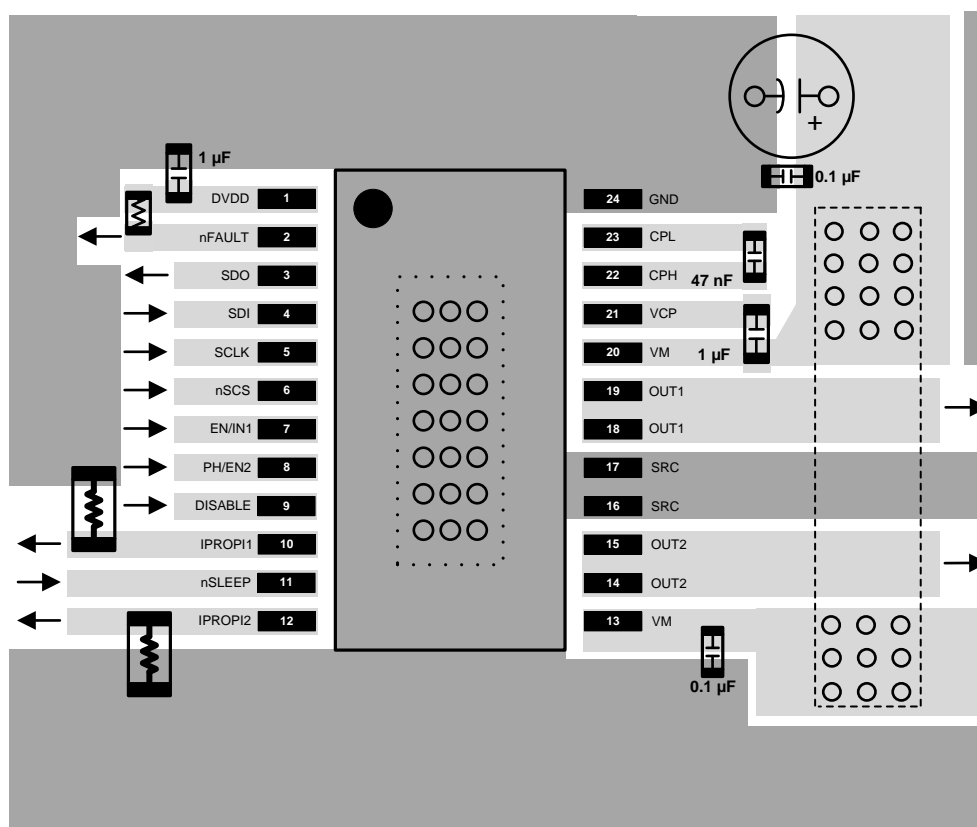 +
1 µF
0.1 µF
DVDD 1
24 GND
nFAULT 2
23 CPL
SDO 3
22 CPH
47 nF
SDI 4
21 VCP
SCLK 5
20 VM
1 µF
nSCS 6
19 OUT1
EN/IN1 7
18 OUT1
PH/EN2 8
17 SRC
DISABLE 9
16 SRC
IPROPI1 10
15 OUT2
nSLEEP 11
14 OUT2
IPROPI2 12
13 VM
0.1 µF